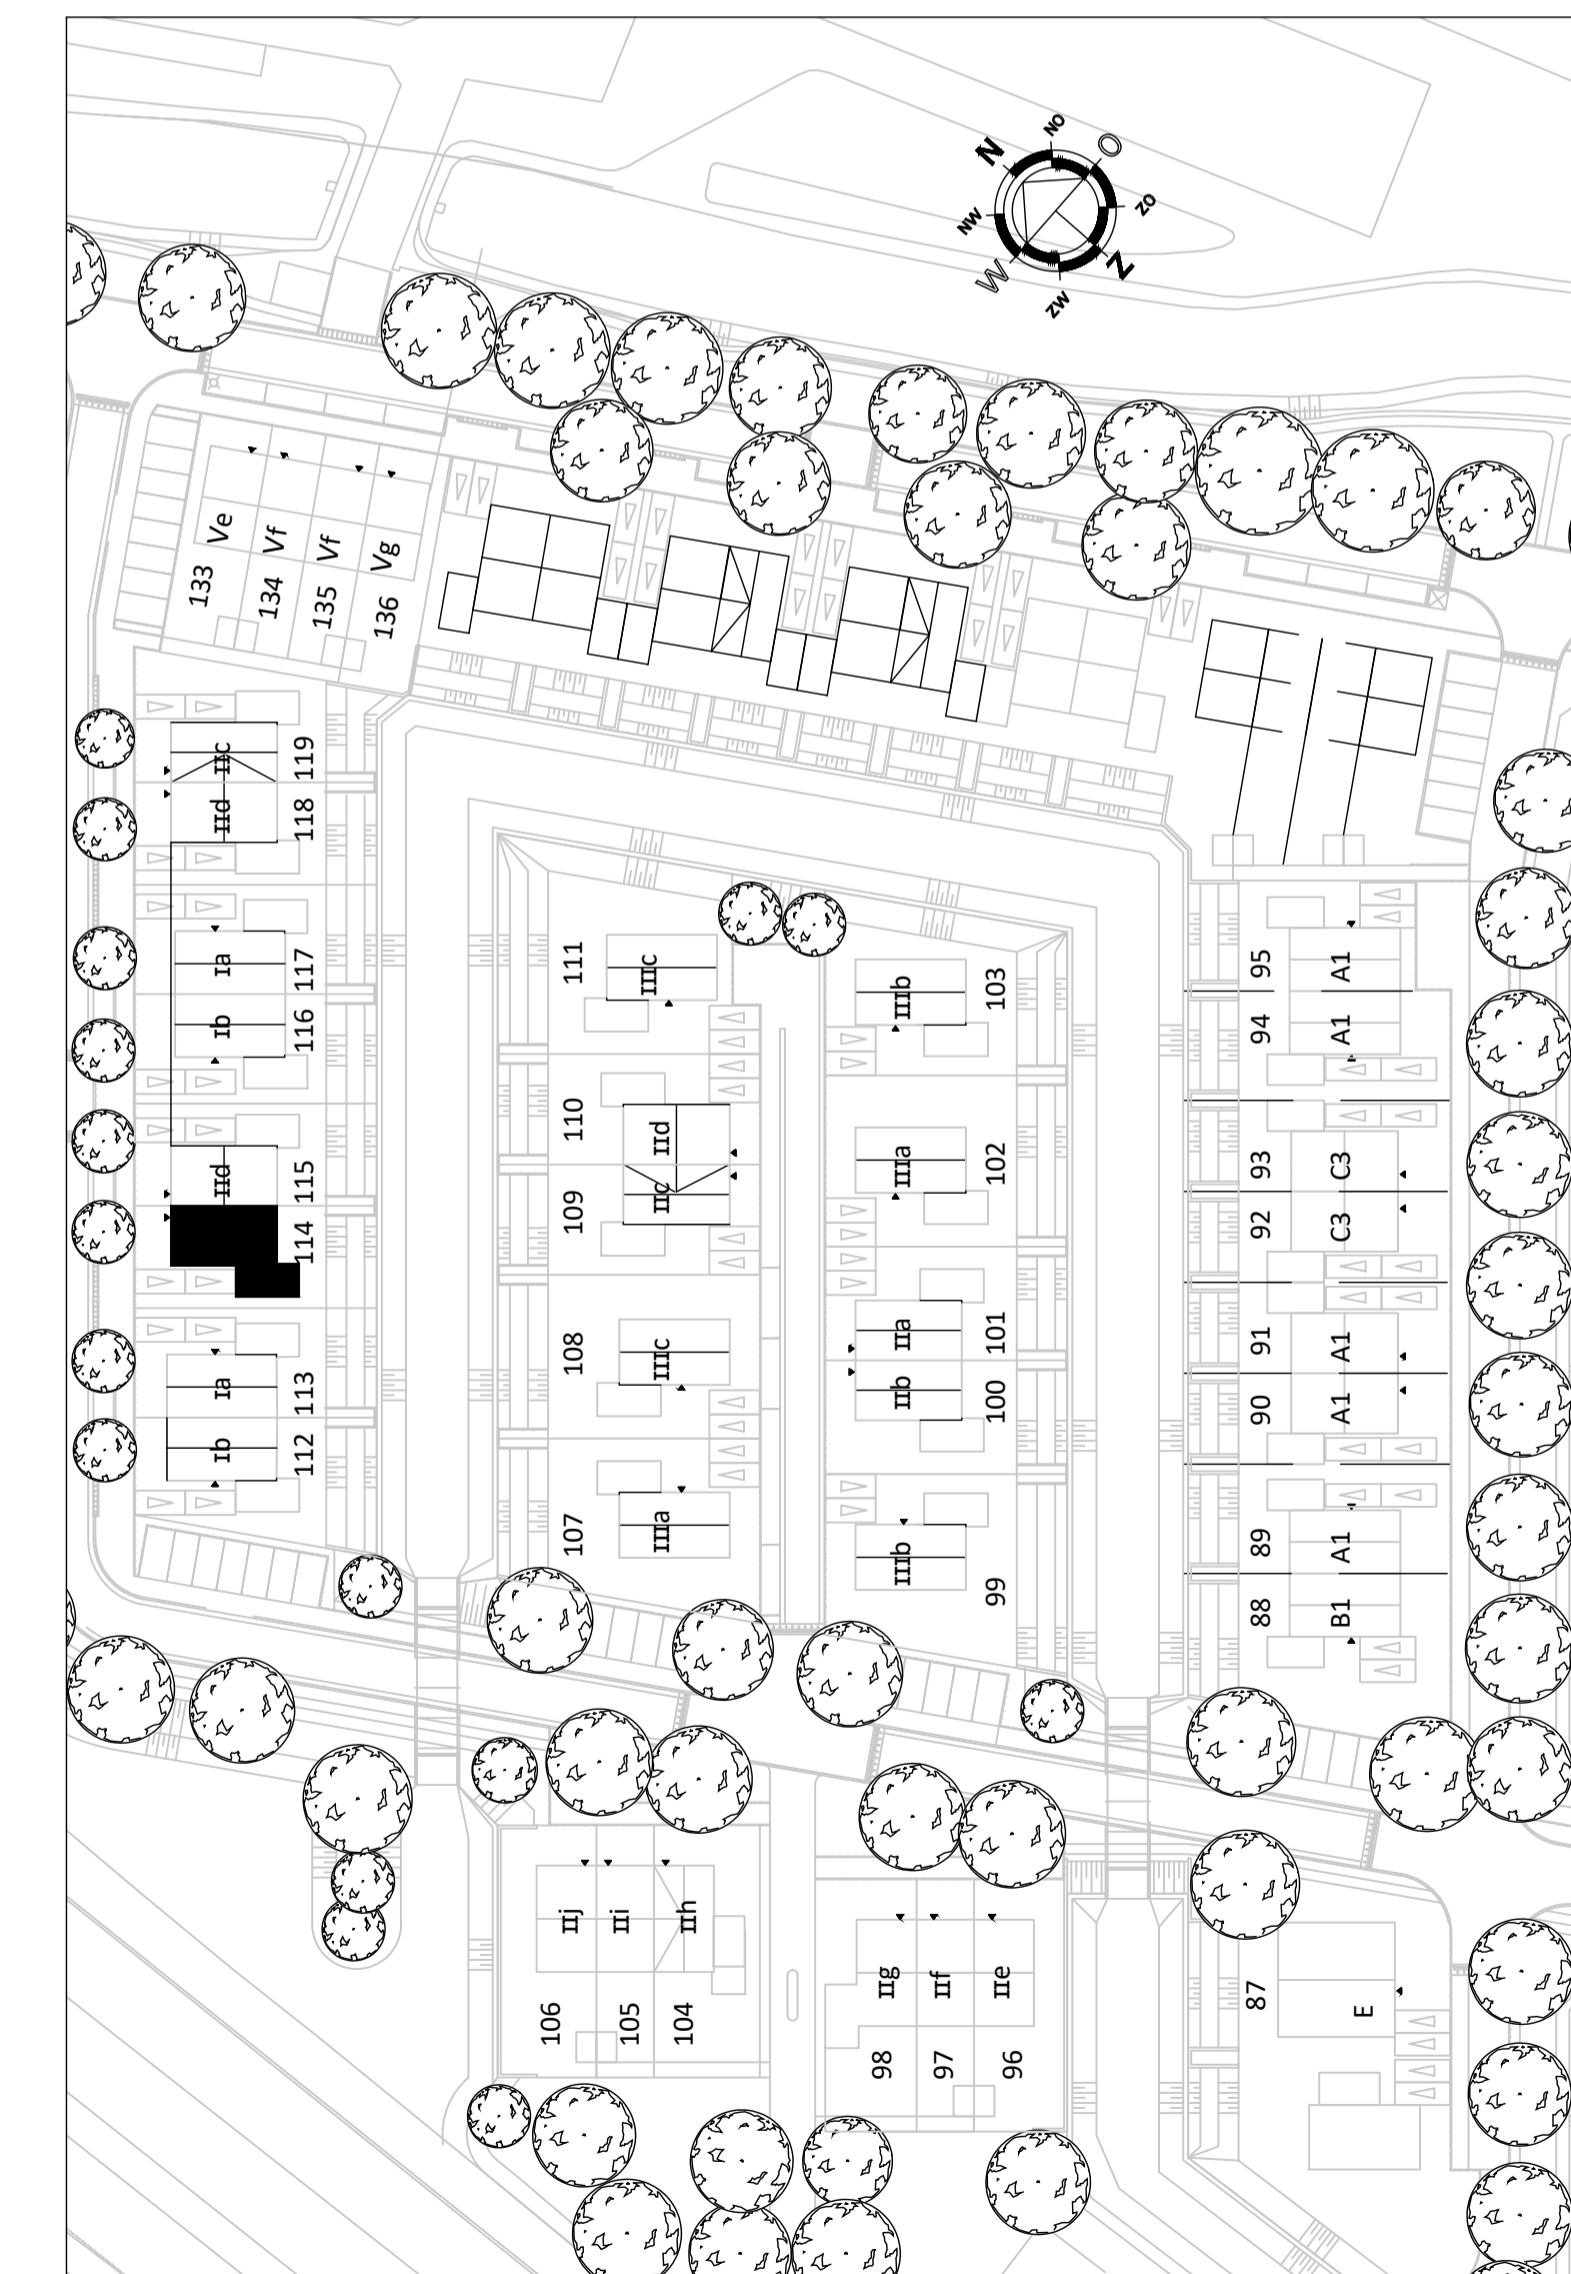 N
NO
O
ZO
Z
ZW
W
NW
133 Ve
134 Vf
135 Vf
136 Vg
IIc 119
IId 118
Ia 117
Ib 116
IId 115
114
Ia 113
Ib 112
111 IIIc
110 IId
109 IIc
108 IIIc
107 IIIa
IIIb 103
IIIa 102
IIa 101
IIb 100
IIIb 99
95 A1
94 A1
93 C3
92 C3
91 A1
90 A1
89 A1
88 B1
106 IIj
105 IIi
104 IIh
98 IIg
97 IIf
96 IIe
87 E